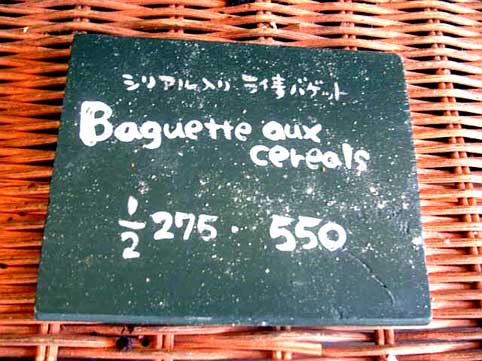 シリアル入り ライ麦バゲット
Baguette aux
cereals
1/2 275 · 550